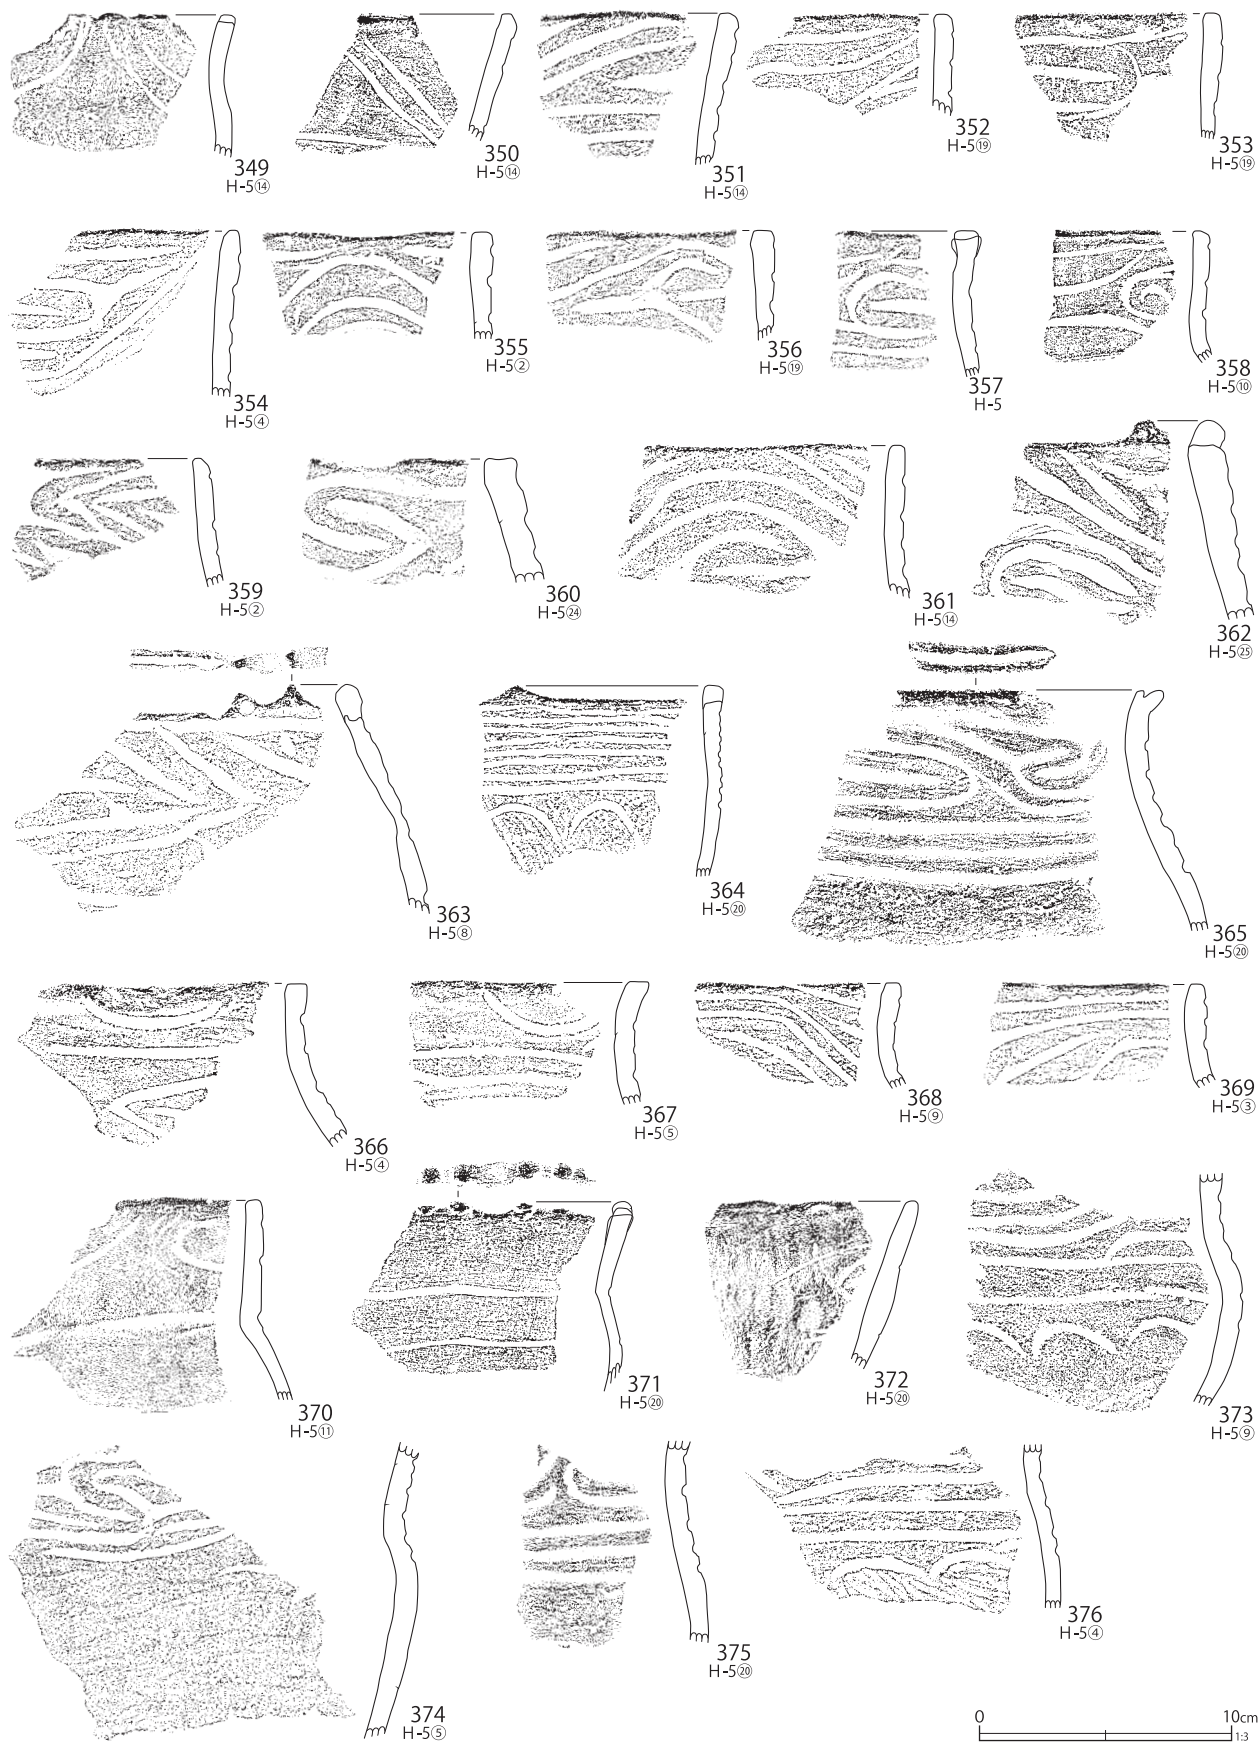 349
H-5⑭
350
H-5⑭
351
H-5⑭
352
H-5⑲
353
H-5⑲
354
H-5④
355
H-5②
356
H-5⑲
357
H-5
358
H-5⑩
359
H-5②
360
H-5㉔
361
H-5⑭
362
H-5㉕
363
H-5⑧
364
H-5⑳
365
H-5⑳
366
H-5④
367
H-5⑤
368
H-5⑨
369
H-5③
370
H-5⑪
371
H-5⑳
372
H-5⑳
373
H-5⑨
374
H-5⑤
375
H-5⑳
376
H-5④
0 10cm
1:3